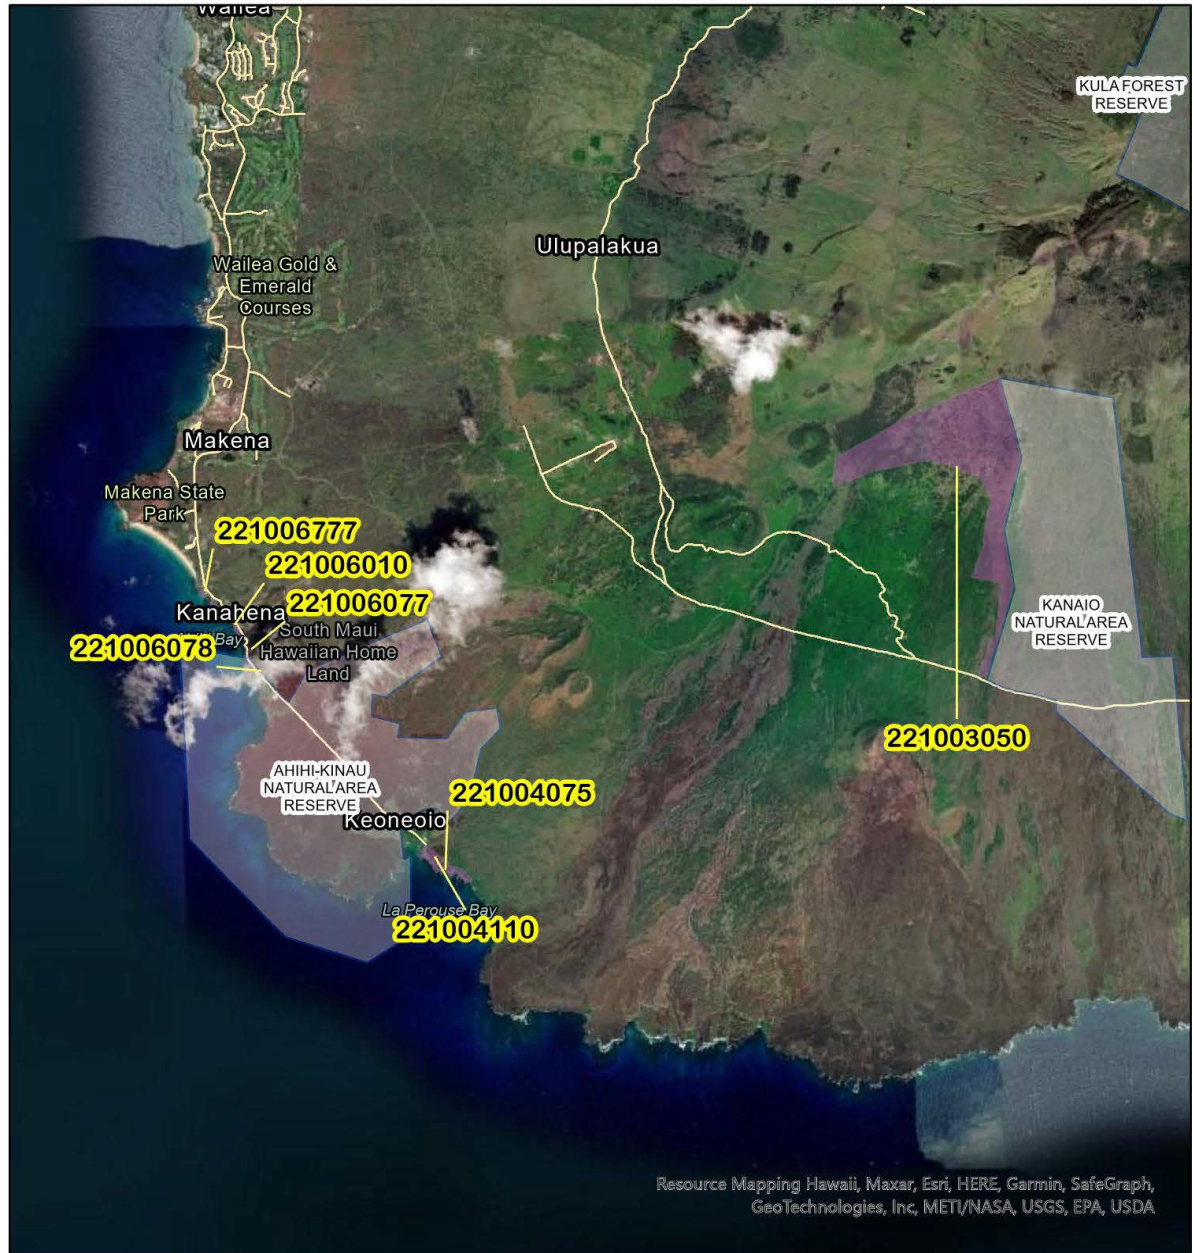 Wailea
KULA FOREST
RESERVE
Ulupalakua
Wailea Gold &
Emerald
Courses
Makena
Makena State
Park
221006777
221006010
221006077
Kanahena
Bay
221006078
South Maui
Hawaiian Home
Land
KANAIO
NATURAL AREA
RESERVE
221003050
AHIHI-KINAU
NATURAL AREA
RESERVE
221004075
Keoneoio
La Perouse Bay
221004110
Resource Mapping Hawaii, Maxar, Esri, HERE, Garmin, SafeGraph,
GeoTechnologies, Inc, METI/NASA, USGS, EPA, USDA